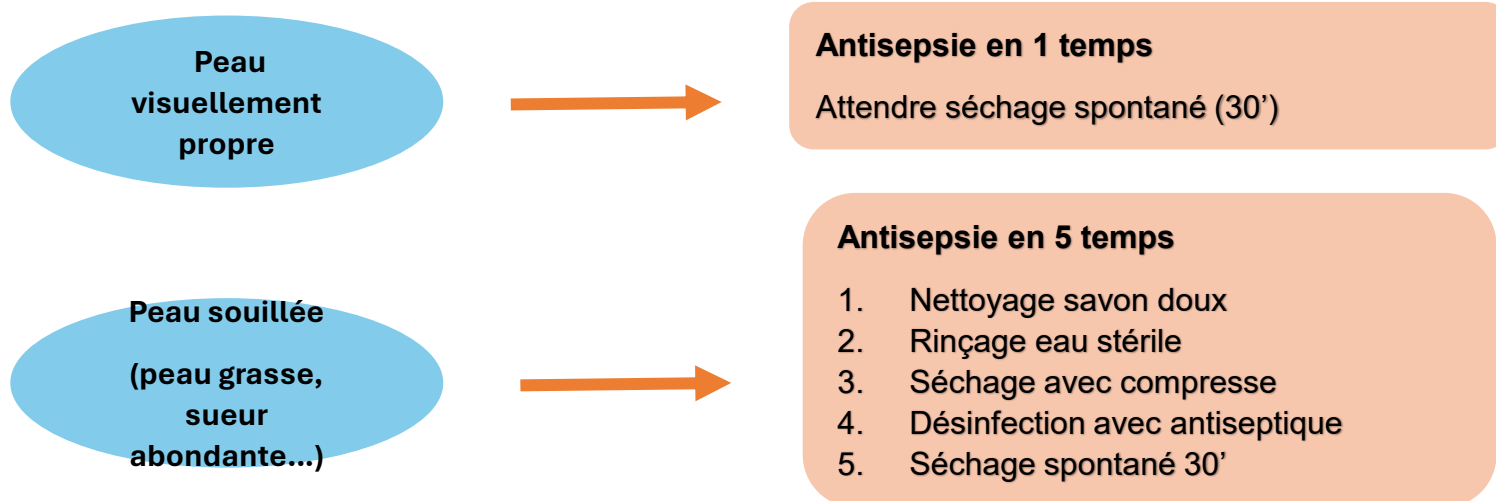 Peau
visuellement
propre
Antisepsie en 1 temps
Attendre séchage spontané (30’)
Peau souillée
(peau grasse,
sueur
abondante…)
Antisepsie en 5 temps
1. Nettoyage savon doux
2. Rinçage eau stérile
3. Séchage avec compresse
4. Désinfection avec antiseptique
5. Séchage spontané 30’